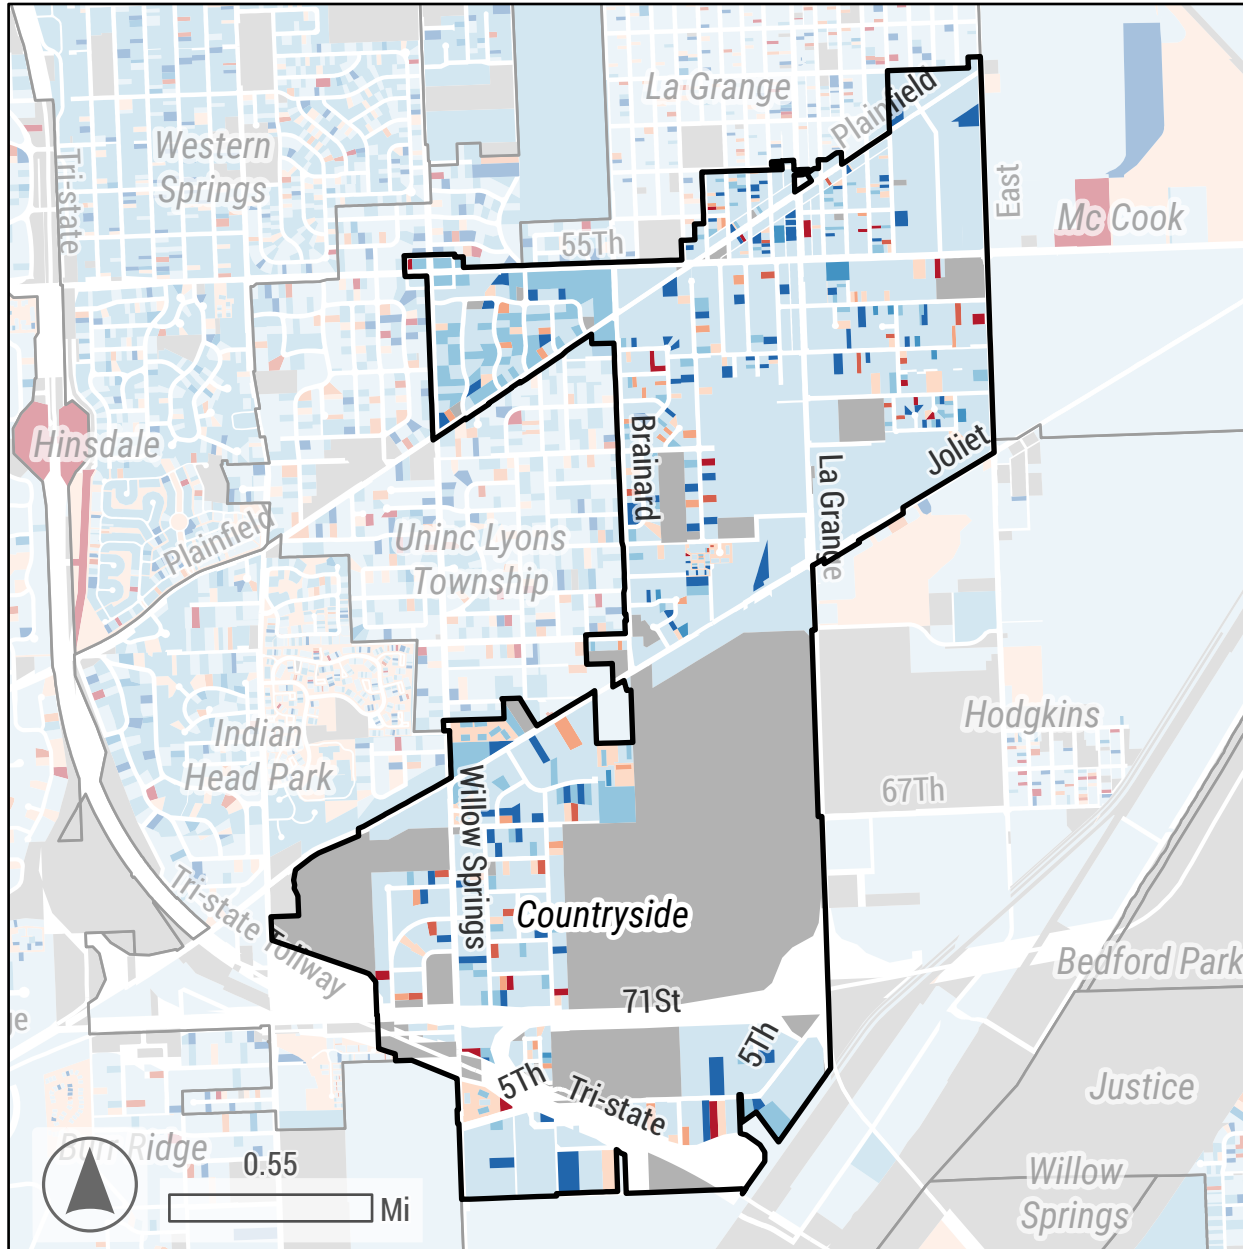 La Grange
Plainfield
Western
Springs
Tri-state
East
Mc Cook
55Th
Hinsdale
Brainard
La Grange
Joliet
Plainfield
Uninc Lyons
Township
Indian
Head Park
Hodgkins
67Th
Willow Springs
Tri-state Tollway
Countryside
Bedford Park
71St
ge
5Th
5Th
Tri-state
Justice
Burr Ridge
0.55
Mi
Willow
Springs